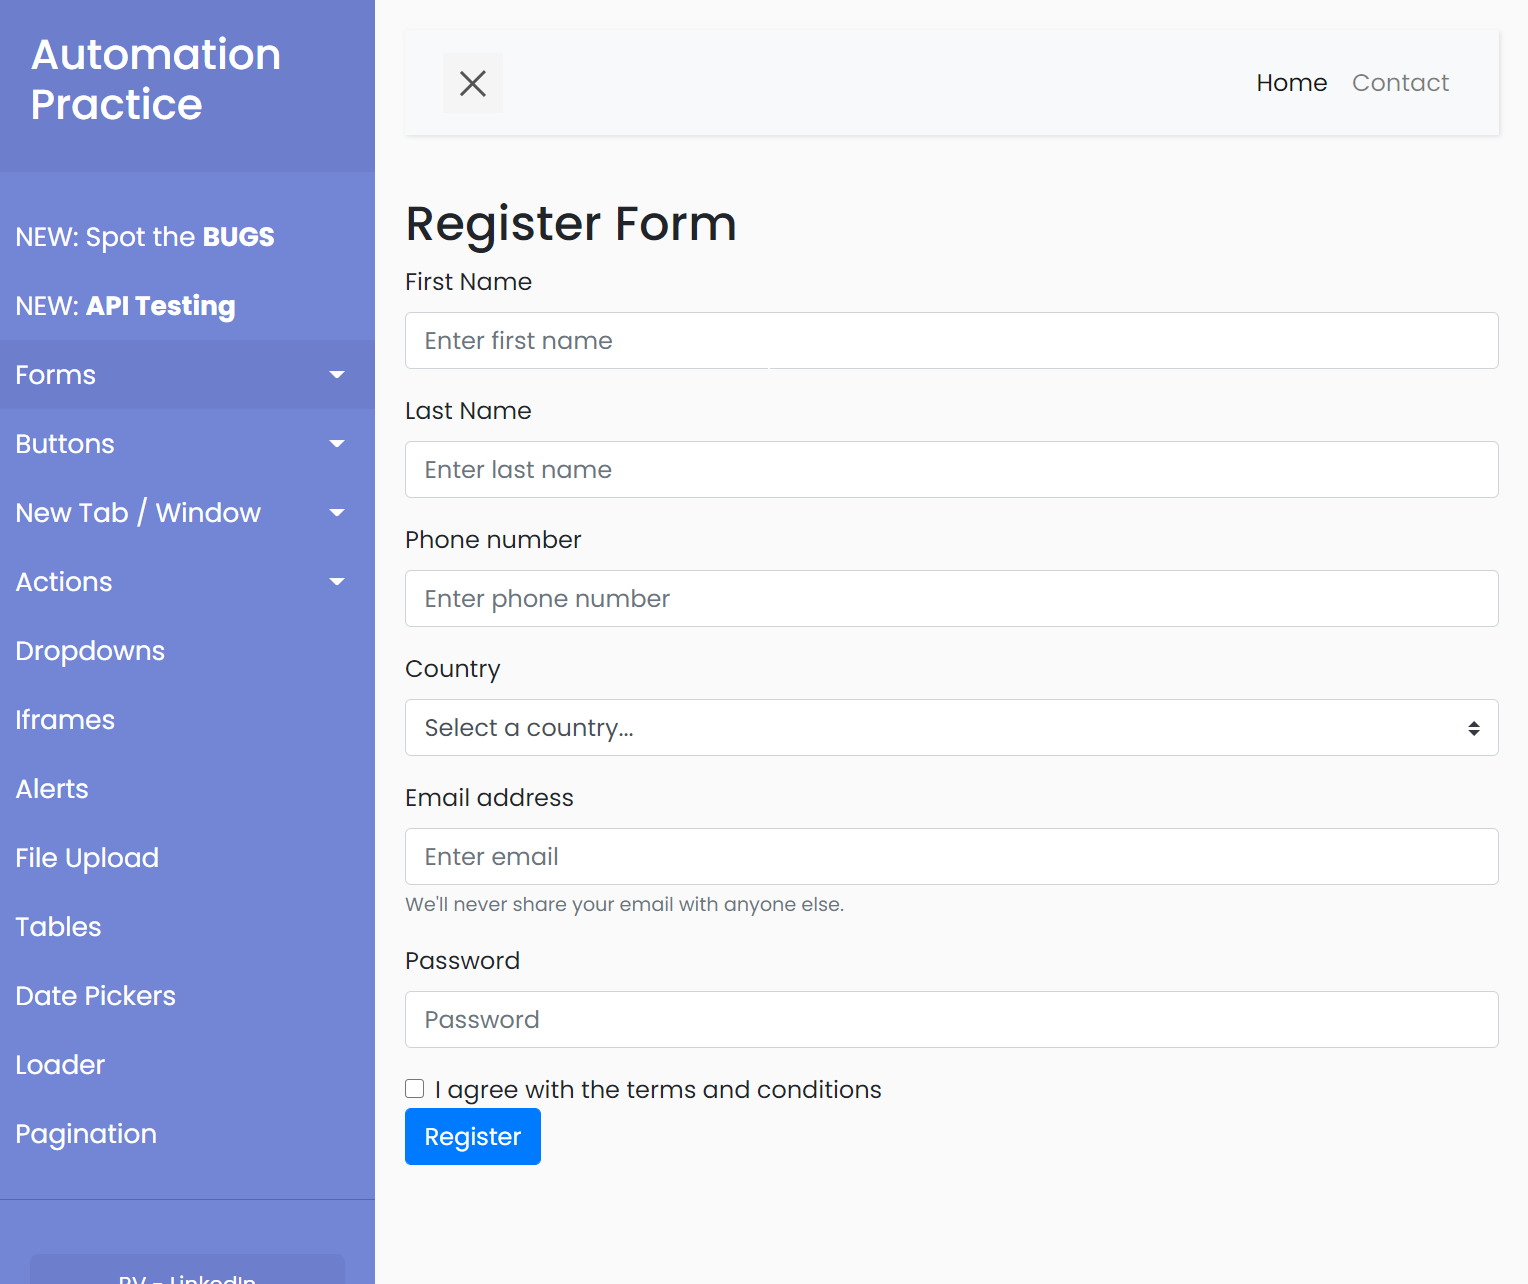 Automation
Practice
Home Contact
NEW: Spot the BUGS
NEW: API Testing
Forms
Buttons
New Tab / Window
Actions
Dropdowns
Iframes
Alerts
File Upload
Tables
Date Pickers
Loader
Pagination
RV - LinkedIn
Register Form
First Name
Enter first name
Last Name
Enter last name
Phone number
Enter phone number
Country
Select a country...
Email address
Enter email
We'll never share your email with anyone else.
Password
Password
I agree with the terms and conditions
Register